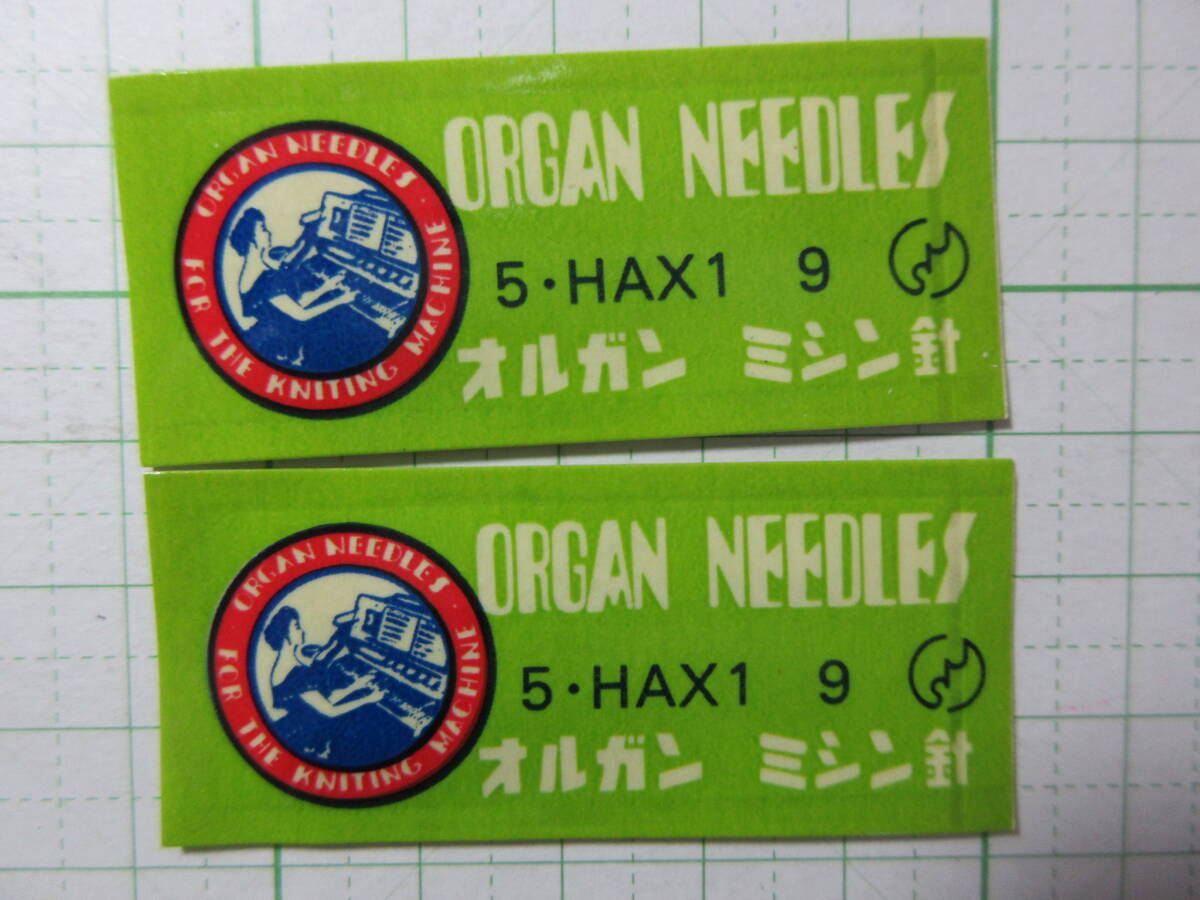 ORGAN NEEDLES · FOR THE KNITING MACHINE
ORGAN NEEDLES
5・HAX1 9
オルガン ミシン針
ORGAN NEEDLES · FOR THE KNITING MACHINE
ORGAN NEEDLES
5・HAX1 9
オルガン ミシン針